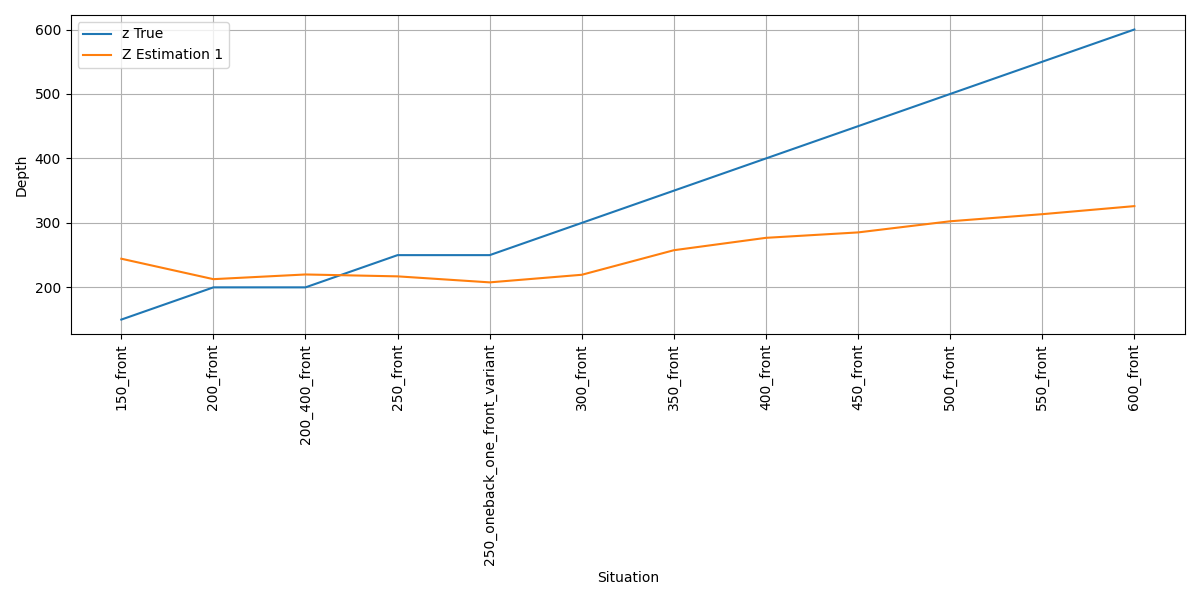 z True
Z Estimation 1
600
500
400
300
200
Depth
150_front
200_front
200_400_front
250_front
250_oneback_one_front_variant
300_front
350_front
400_front
450_front
500_front
550_front
600_front
Situation